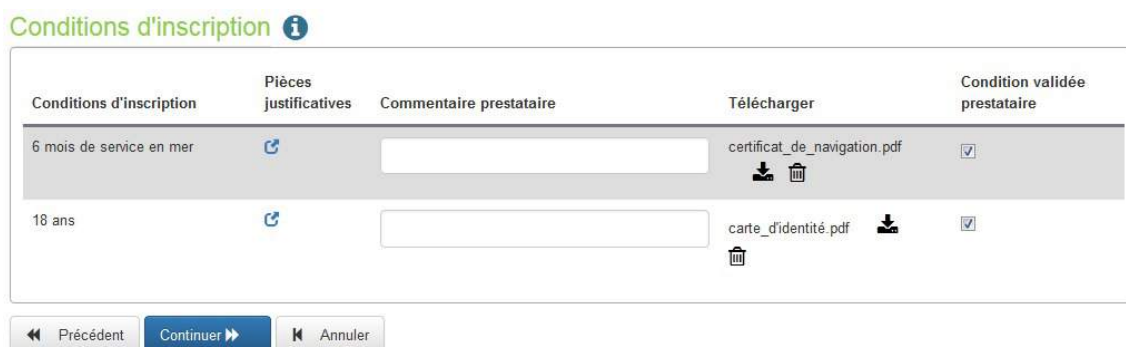 Conditions d'inscription
Conditions d'inscription
Pièces
justificatives
Commentaire prestataire
Télécharger
Condition validée
prestataire
6 mois de service en mer
certificat_de_navigation.pdf
18 ans
carte_d'identité.pdf
Précédent
Continuer
Annuler